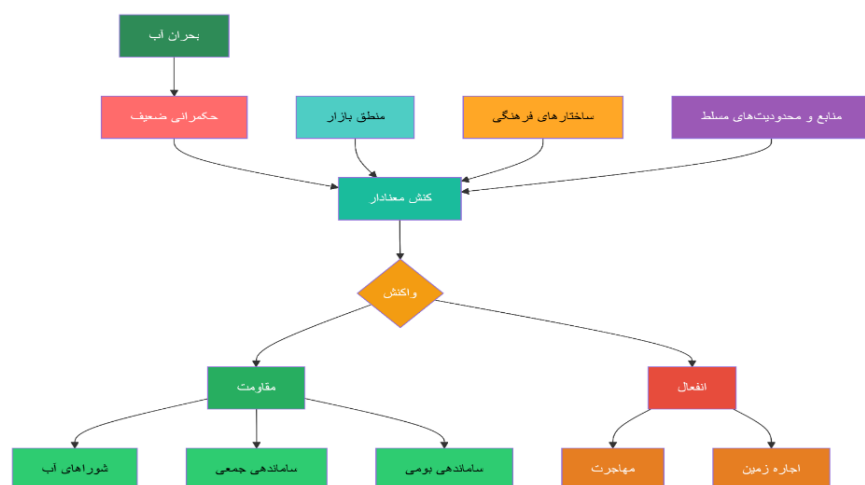 بحران آب
حکمرانی ضعیف
منطق بازار
ساختارهای فرهنگی
منابع و محدودیت‌های مسلط
کنش معنادار
واکنش
مقاومت
انفعال
شوراهای آب
ساماندهی جمعی
ساماندهی بومی
مهاجرت
اجاره زمین